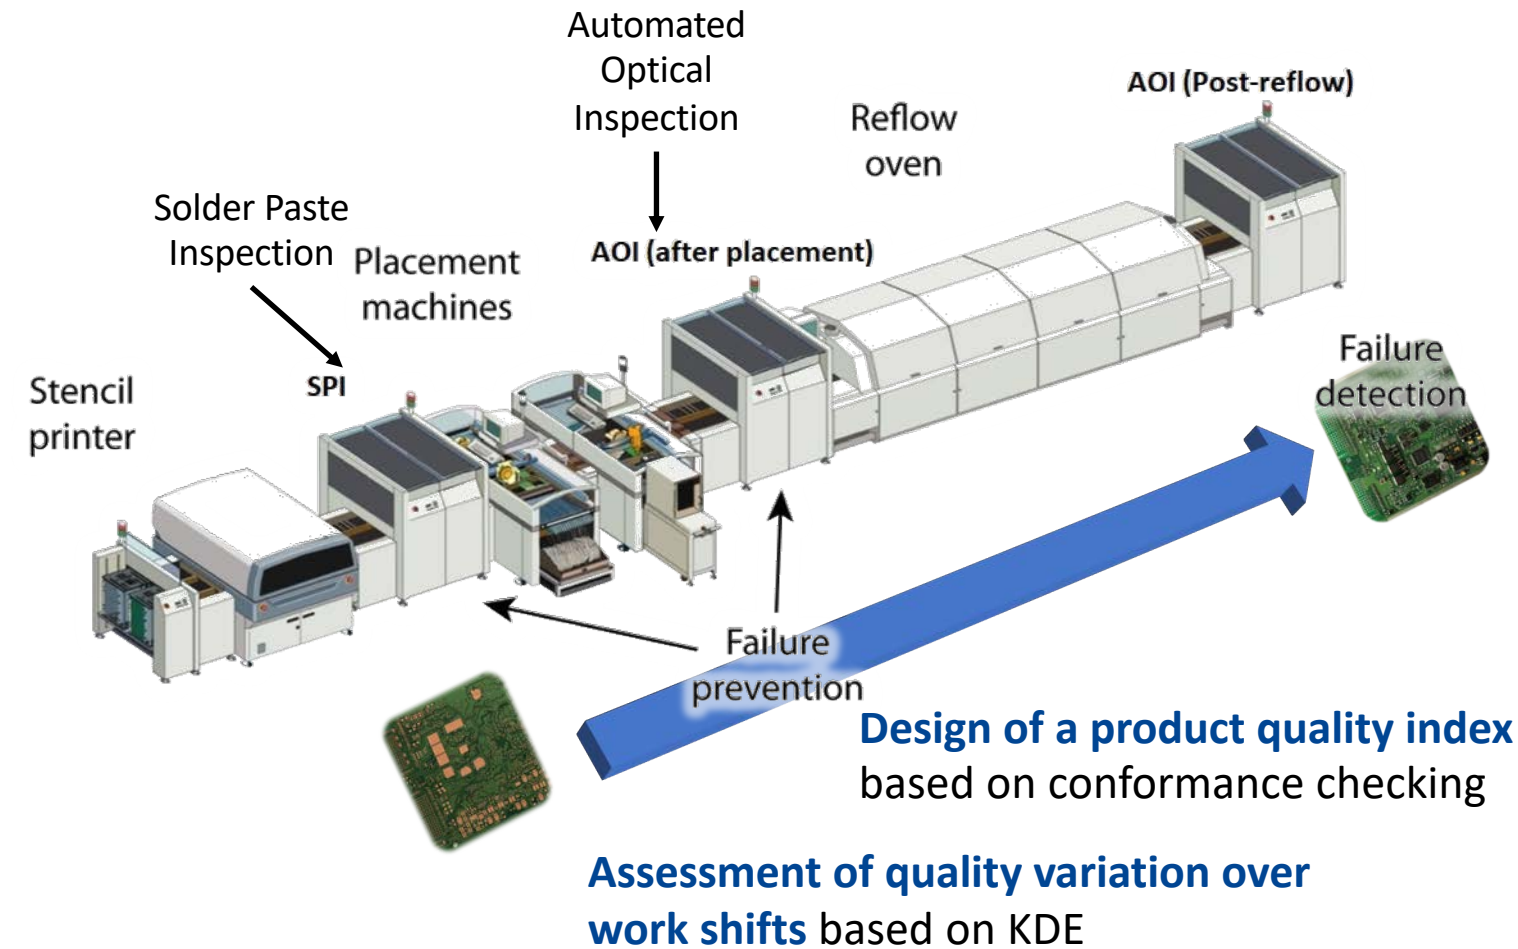 Automated
Optical
Inspection
AOI (Post-reflow)
Reflow
oven
Solder Paste
Inspection
Placement
machines
AOI (after placement)
Stencil
printer
SPI
Failure
detection
Failure
prevention
Design of a product quality index
based on conformance checking
Assessment of quality variation over
work shifts based on KDE